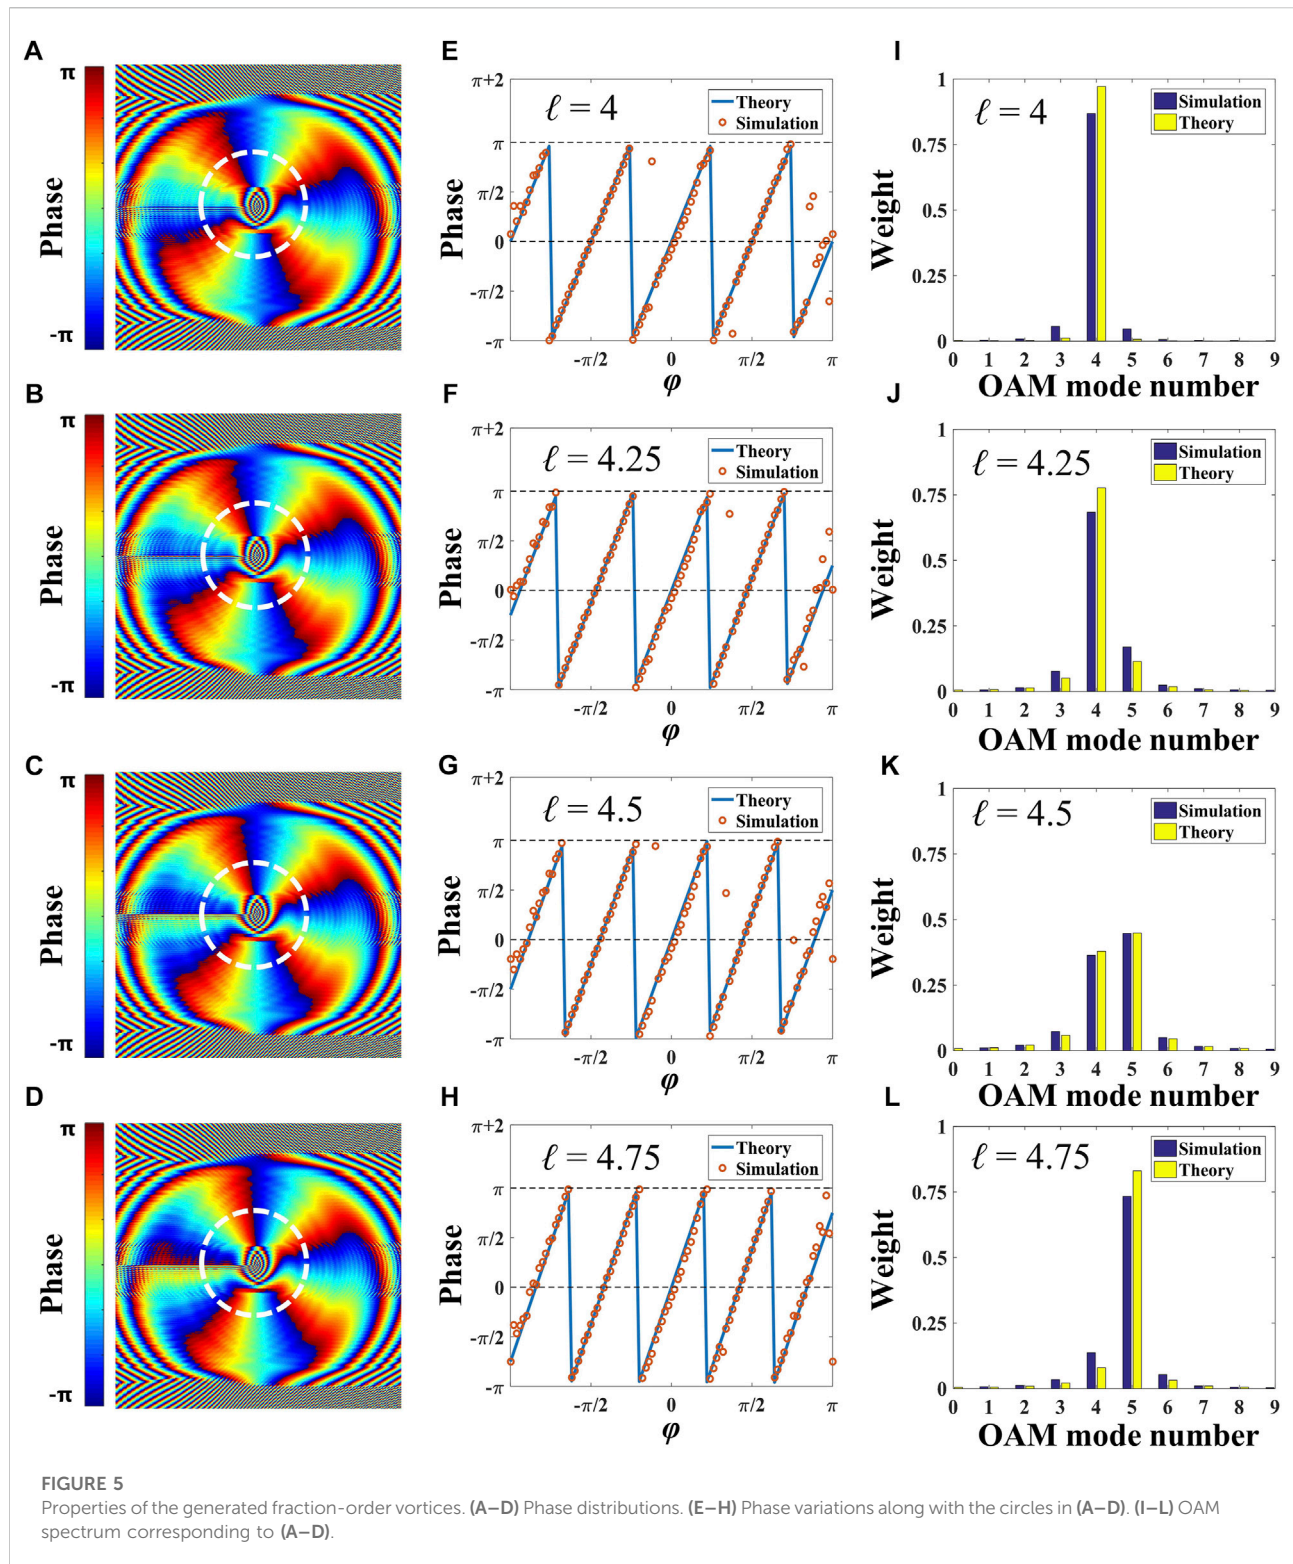 A
π
Phase
-π
E
ℓ = 4
Theory
Simulation
π+2
π
π/2
0
-π/2
-π
Phase
-π/2 0 π/2 π
φ
I
ℓ = 4
Simulation
Theory
1
0.75
0.5
0.25
0
Weight
0 1 2 3 4 5 6 7 8 9
OAM mode number
B
π
Phase
-π
F
ℓ = 4.25
Theory
Simulation
π+2
π
π/2
0
-π/2
-π
Phase
-π/2 0 π/2 π
φ
J
ℓ = 4.25
Simulation
Theory
1
0.75
0.5
0.25
0
Weight
0 1 2 3 4 5 6 7 8 9
OAM mode number
C
π
Phase
-π
G
ℓ = 4.5
Theory
Simulation
π+2
π
π/2
0
-π/2
-π
Phase
-π/2 0 π/2 π
φ
K
ℓ = 4.5
Simulation
Theory
1
0.75
0.5
0.25
0
Weight
0 1 2 3 4 5 6 7 8 9
OAM mode number
D
π
Phase
-π
H
ℓ = 4.75
Theory
Simulation
π+2
π
π/2
0
-π/2
-π
Phase
-π/2 0 π/2 π
φ
L
ℓ = 4.75
Simulation
Theory
1
0.75
0.5
0.25
0
Weight
0 1 2 3 4 5 6 7 8 9
OAM mode number
FIGURE 5
Properties of the generated fraction-order vortices. (A–D) Phase distributions. (E–H) Phase variations along with the circles in (A–D). (I–L) OAM
spectrum corresponding to (A–D).